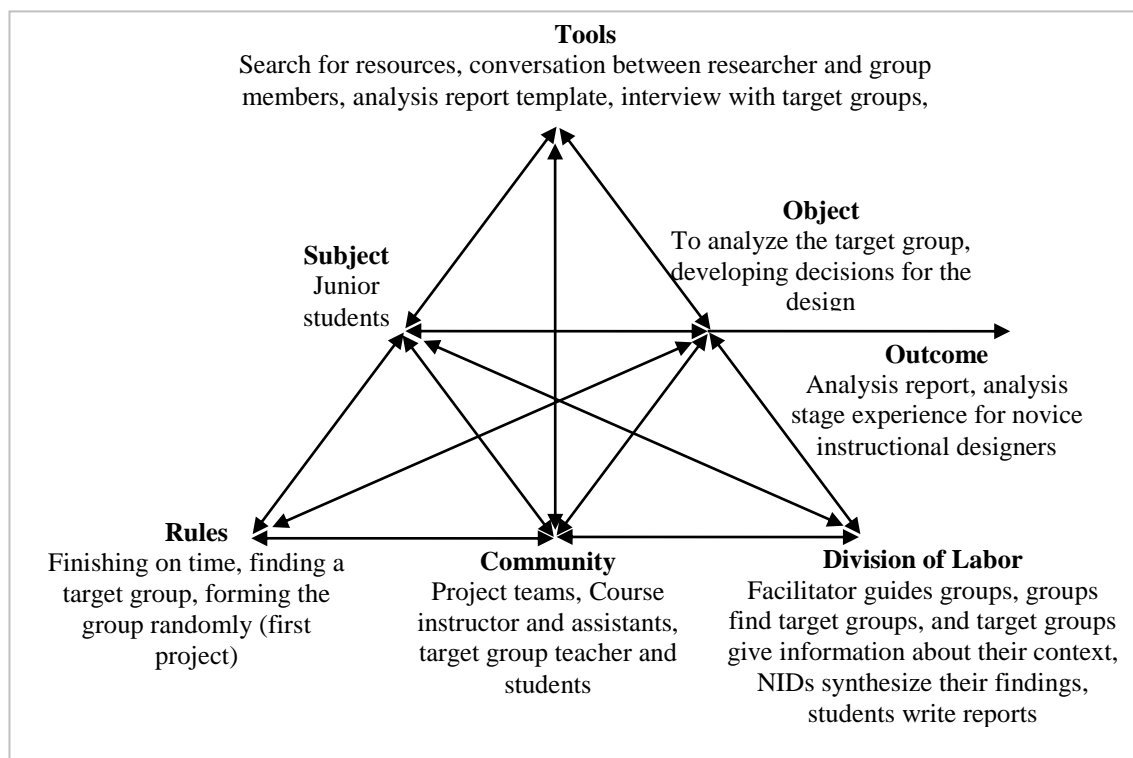 Tools
Search for resources, conversation between researcher and group
members, analysis report template, interview with target groups,
Object
To analyze the target group,
developing decisions for the
design
Subject
Junior
students
Outcome
Analysis report, analysis
stage experience for novice
instructional designers
Rules
Finishing on time, finding a
target group, forming the
group randomly (first
project)
Community
Project teams, Course
instructor and assistants,
target group teacher and
students
Division of Labor
Facilitator guides groups, groups
find target groups, and target groups
give information about their context,
NIDs synthesize their findings,
students write reports